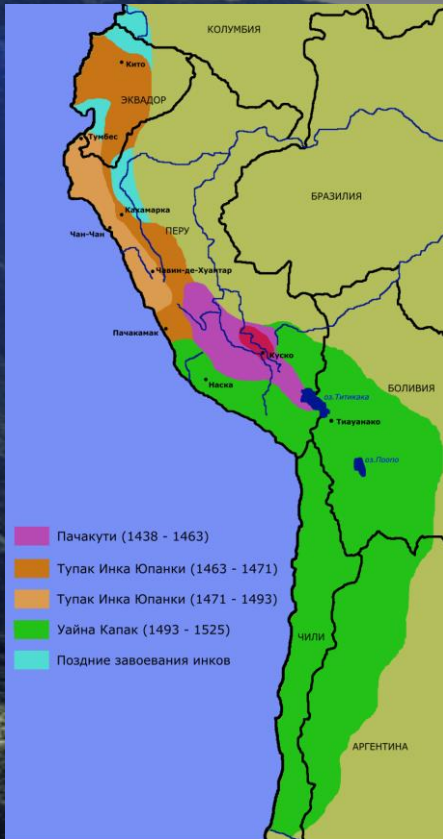 КОЛУМБИЯ
Кито
ЭКВАДОР
Тумбес
БРАЗИЛИЯ
Кахамарка
ПЕРУ
Чан-Чан
Чавин-де-Хуантар
Пачакамак
Куско
Наска
БОЛИВИЯ
оз.Титикака
Тиауанако
оз.Поопо
Пачакути (1438 - 1463)
Тупак Инка Юпанки (1463 - 1471)
Тупак Инка Юпанки (1471 - 1493)
Уайна Капак (1493 - 1525)
ЧИЛИ
Поздние завоевания инков
АРГЕНТИНА